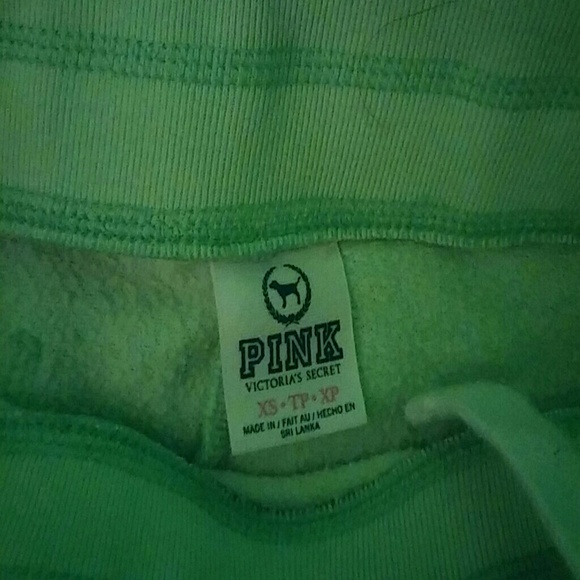 PINK
VICTORIA'S SECRET
XS • TP • XP
MADE IN / FAIT AU / HECHO EN
SRI LANKA